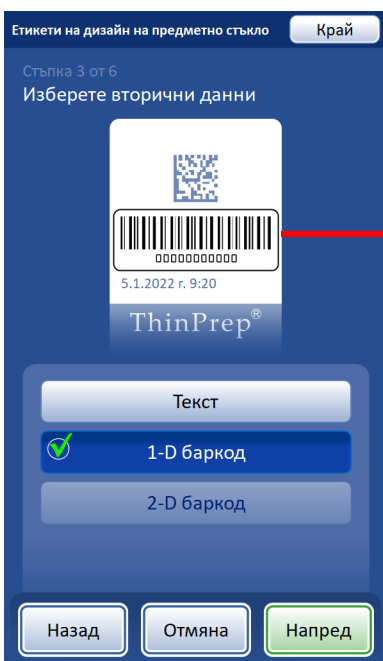 Етикети на дизайн на предметно стъкло
Край
Стъпка 3 от 6
Изберете вторични данни
00000000000
5.1.2022 г. 9:20
ThinPrep®
Текст
1-D баркод
2-D баркод
Назад
Отмяна
Напред